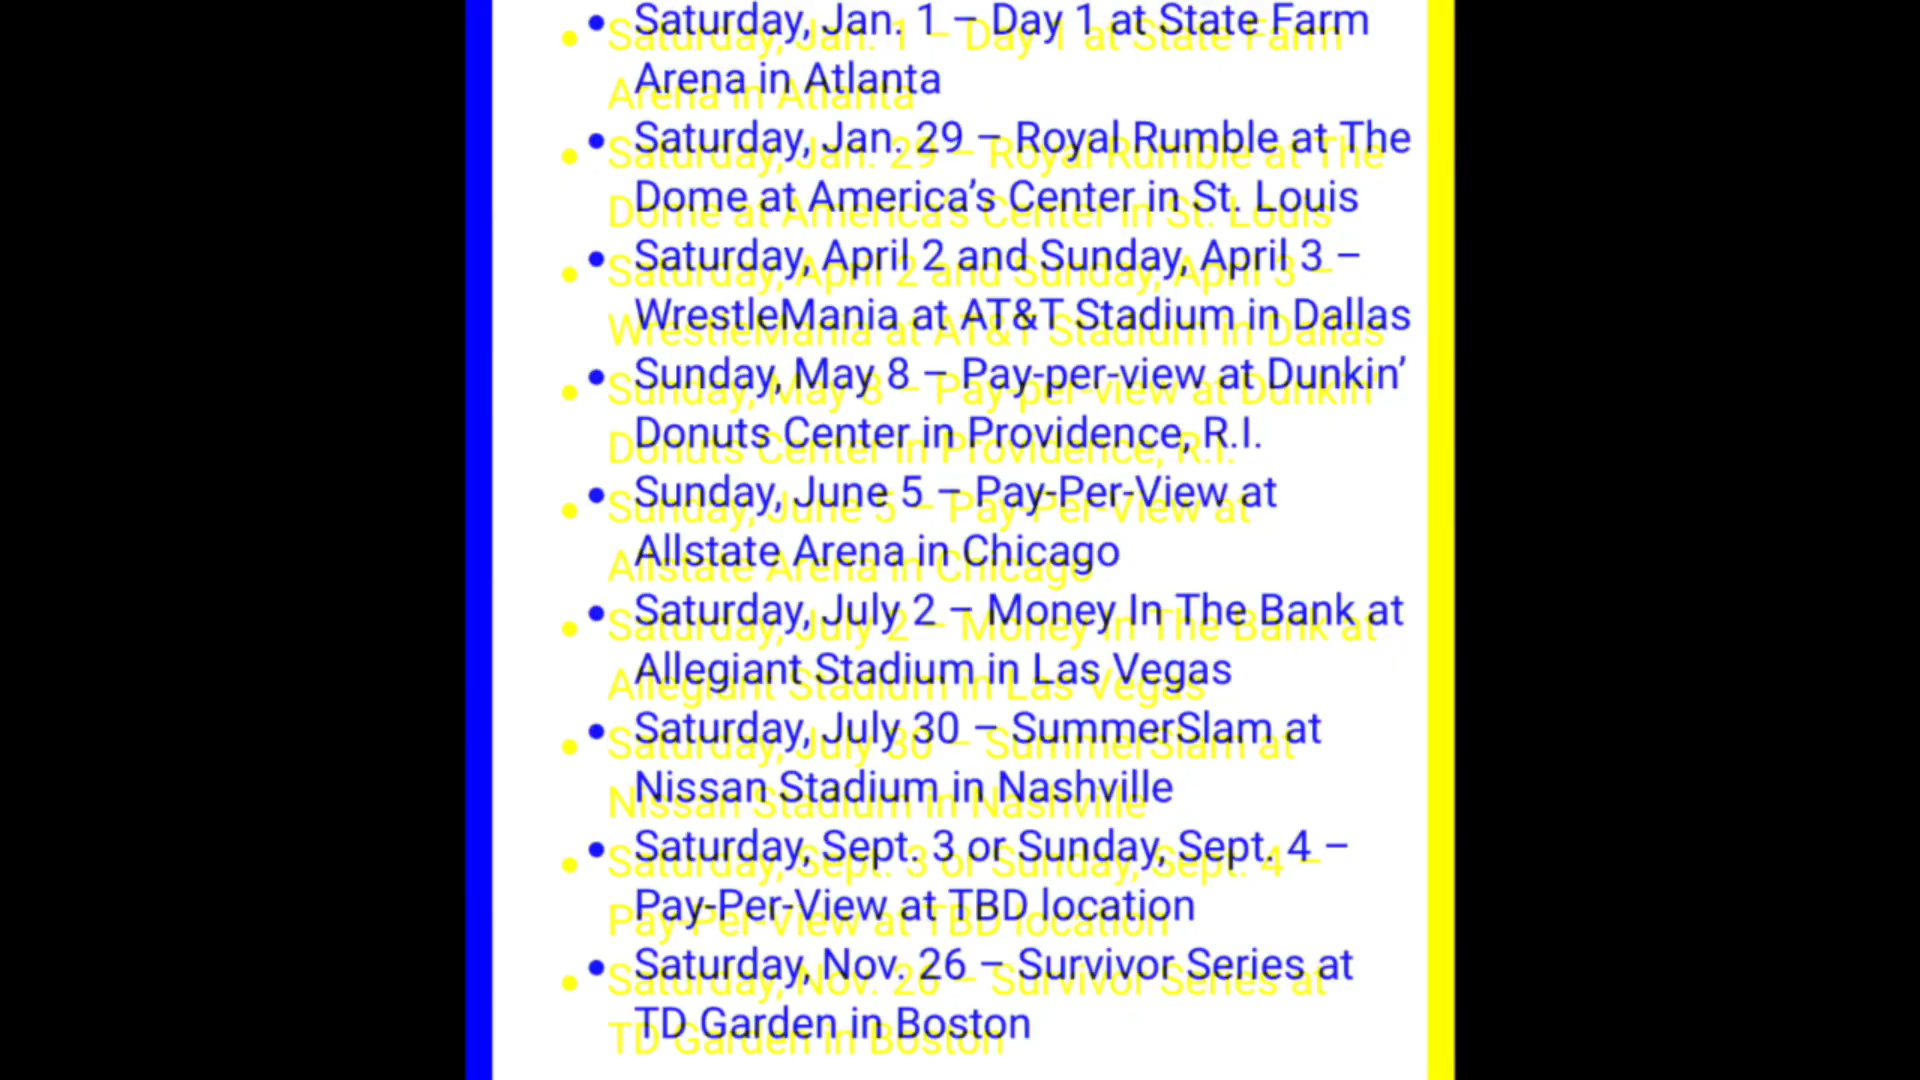 • Saturday, Jan. 1 – Day 1 at State Farm
Arena in Atlanta
• Saturday, Jan. 29 – Royal Rumble at The
Dome at America’s Center in St. Louis
• Saturday, April 2 and Sunday, April 3 –
WrestleMania at AT&T Stadium in Dallas
• Sunday, May 8 – Pay-per-view at Dunkin’
Donuts Center in Providence, R.I.
• Sunday, June 5 – Pay-Per-View at
Allstate Arena in Chicago
• Saturday, July 2 – Money In The Bank at
Allegiant Stadium in Las Vegas
• Saturday, July 30 – SummerSlam at
Nissan Stadium in Nashville
• Saturday, Sept. 3 or Sunday, Sept. 4 –
Pay-Per-View at TBD location
• Saturday, Nov. 26 – Survivor Series at
TD Garden in Boston